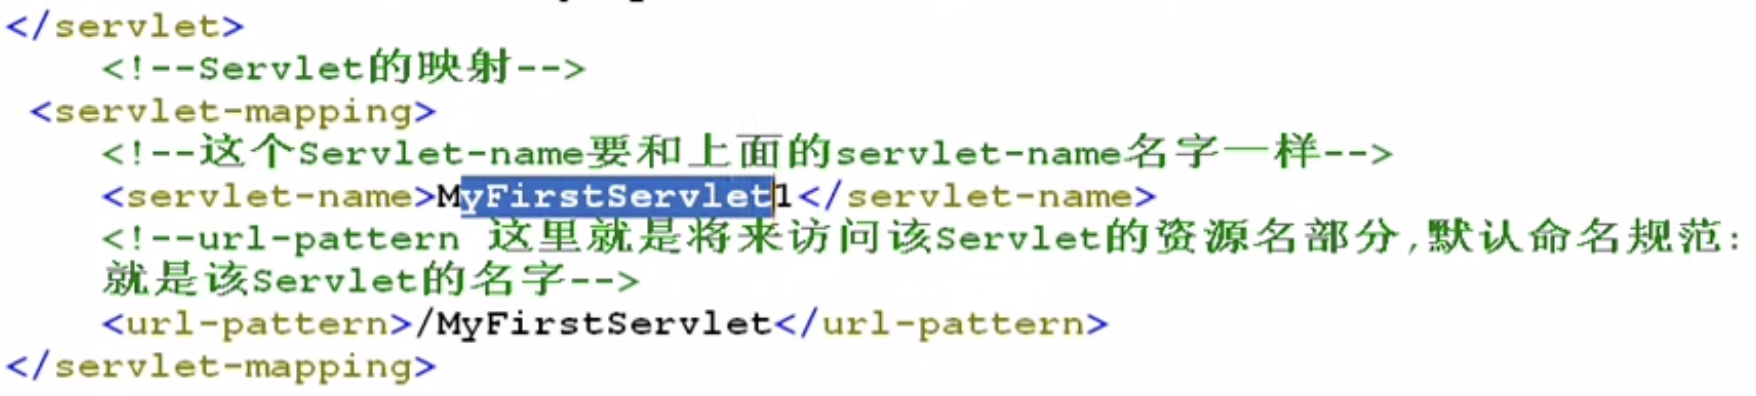 </servlet>
<!--Servlet的映射-->
<servlet-mapping>
<!--这个Servlet-name要和上面的servlet-name名字一样-->
<servlet-name>MyFirstServlet1</servlet-name>
<!--url-pattern 这里就是将来访问该Servlet的资源名部分,默认命名规范:
就是该Servlet的名字-->
<url-pattern>/MyFirstServlet</url-pattern>
</servlet-mapping>